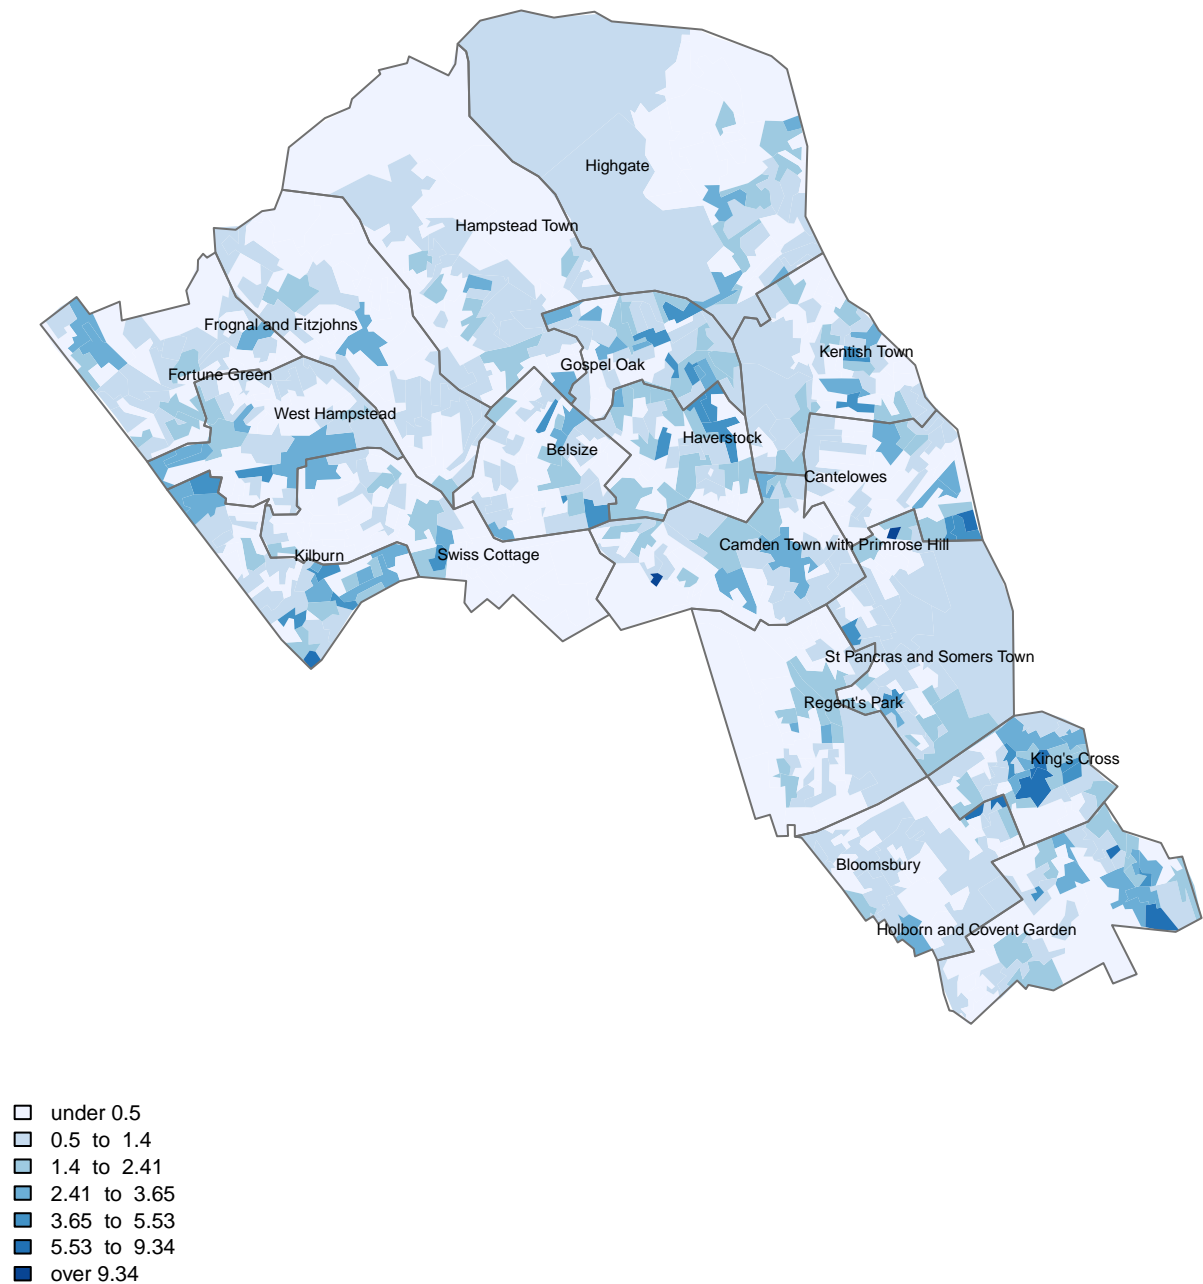 Highgate
Hampstead Town
Frognal and Fitzjohns
Kentish Town
Gospel Oak
Fortune Green
West Hampstead
Haverstock
Belsize
Cantelowes
Camden Town with Primrose Hill
Swiss Cottage
Kilburn
St Pancras and Somers Town
Regent's Park
King's Cross
Bloomsbury
Holborn and Covent Garden
under 0.5
0.5 to 1.4
1.4 to 2.41
2.41 to 3.65
3.65 to 5.53
5.53 to 9.34
over 9.34